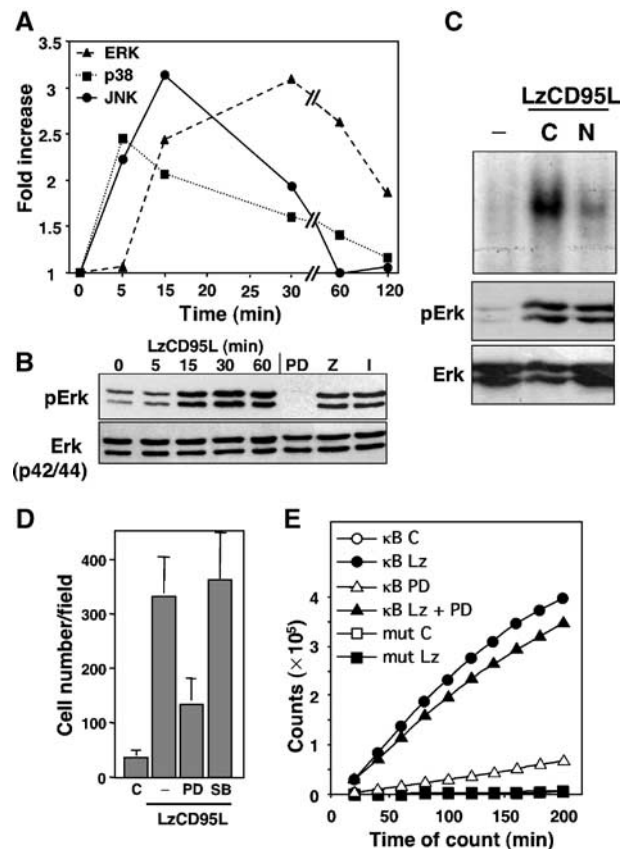 A
ERK
p38
JNK
Fold increase
3.5
3
2.5
2
1.5
1
0 5 15 30 60 120
Time (min)
B
LzCD95L (min)
0 5 15 30 60 PD Z I
pErk
Erk
(p42/44)
C
LzCD95L
– C N
pErk
Erk
D
Cell number/field
400
300
200
100
0
C – PD SB
LzCD95L
E
κB C
κB Lz
κB PD
κB Lz + PD
mut C
mut Lz
Counts (×10⁵)
4
3
2
1
0
0 50 100 150 200
Time of count (min)